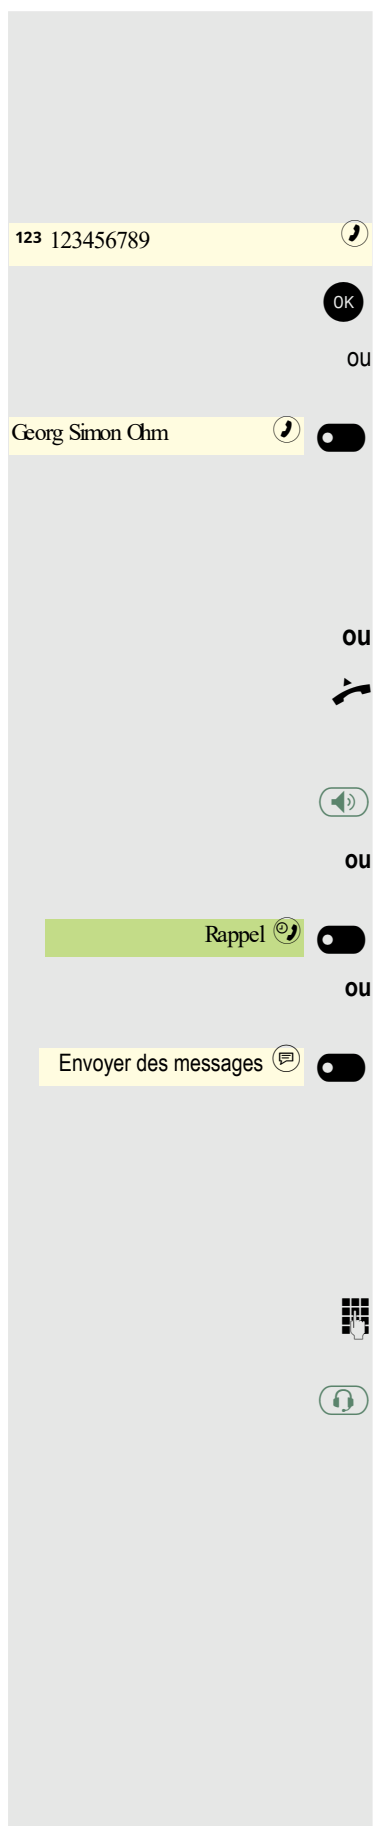 123 123456789
OK
ou
Georg Simon Ohm
ou
ou
Rappel
ou
Envoyer des messages